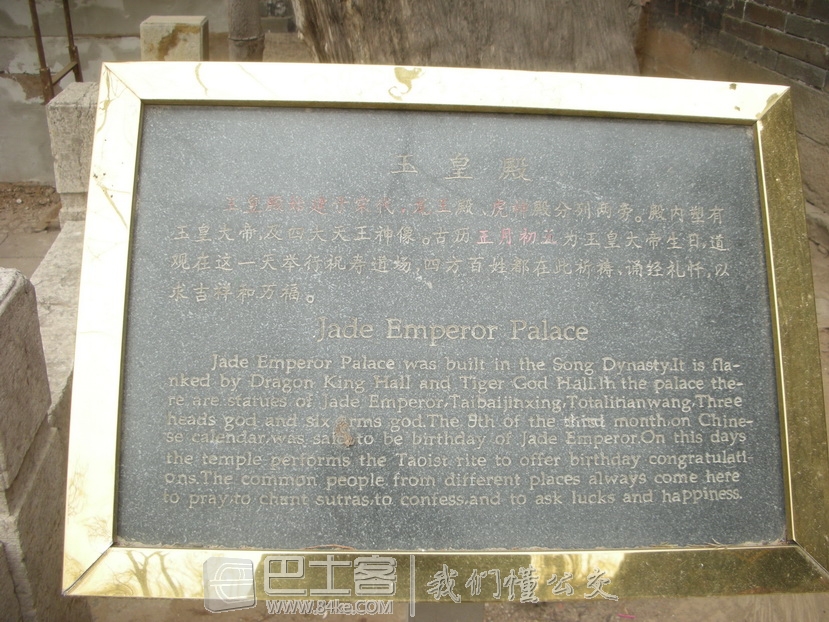 玉皇殿
玉皇殿始建于宋代。龙王殿、虎神殿分列两旁。殿内塑有
玉皇大帝,及四大天王神像。古历正月初五为玉皇大帝生日,道
观在这一天举行祝寿道场,四方百姓都在此祈祷、诵经礼忏,以
求吉祥和万福。
Jade Emperor Palace
Jade Emperor Palace was built in the Song Dynasty.It is fla-
nked by Dragon King Hall and Tiger God Hall.In the palace the-
re are statues of Jade Emperor,Taibaijinxing,Totalitianwang,Three
heads god and six arms god.The 9th of the third month,on Chine-
se calendar,was said to be birthday of Jade Emperor.On this days
the temple performs the Taoist rite to offer birthday congratulati-
ons.The common people from different places always come here
to pray,to chant sutras,to confess,and to ask lucks and happiness.
巴士客 我们懂公交
www.84ke.com